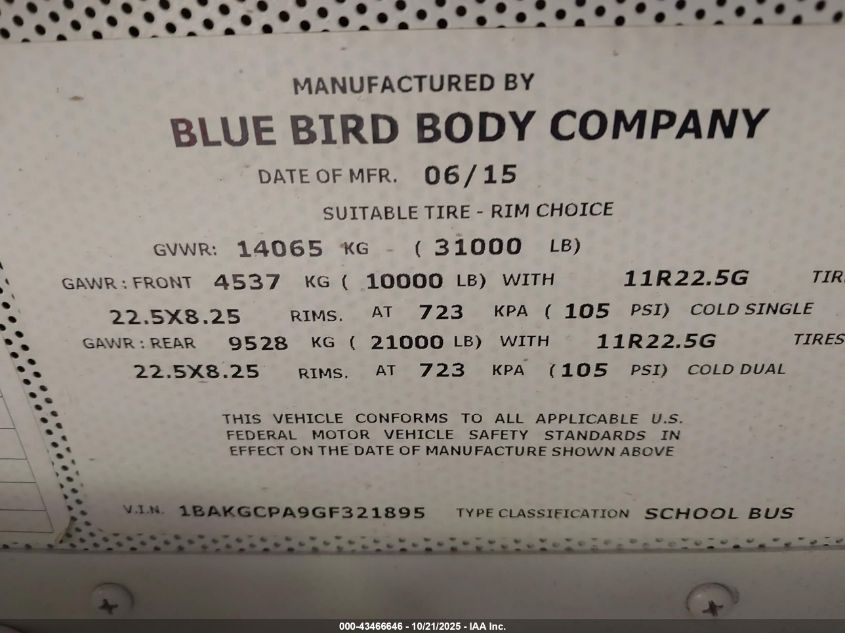 MANUFACTURED BY
BLUE BIRD BODY COMPANY
DATE OF MFR. 06/15
SUITABLE TIRE - RIM CHOICE
GVWR: 14065 KG - ( 31000 LB)
GAWR : FRONT 4537 KG ( 10000 LB) WITH 11R22.5G TIR
22.5X8.25 RIMS. AT 723 KPA ( 105 PSI) COLD SINGLE
GAWR : REAR 9528 KG ( 21000 LB) WITH 11R22.5G TIRES
22.5X8.25 RIMS. AT 723 KPA (105 PSI) COLD DUAL
THIS VEHICLE CONFORMS TO ALL APPLICABLE U.S.
FEDERAL MOTOR VEHICLE SAFETY STANDARDS IN
EFFECT ON THE DATE OF MANUFACTURE SHOWN ABOVE
V.I.N. 1BAKGCPA9GF321895 TYPE CLASSIFICATION SCHOOL BUS
000-43466646 - 10/21/2025 - IAA Inc.